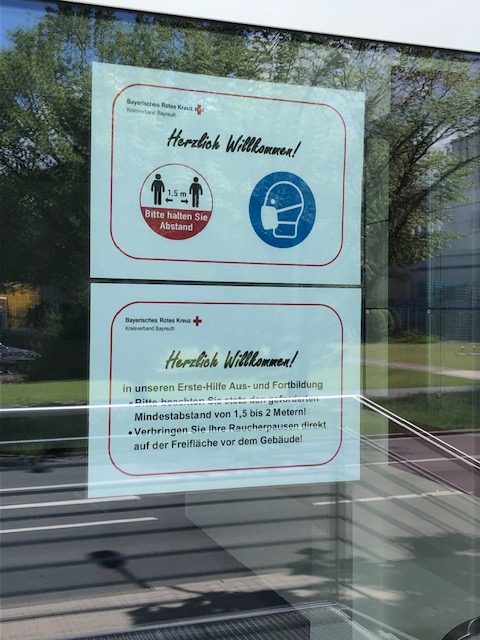 Bayerisches Rotes Kreuz
Kreisverband Bayreuth
Herzlich Willkommen!
1,5 m
Bitte halten Sie
Abstand
Bayerisches Rotes Kreuz
Kreisverband Bayreuth
Herzlich Willkommen!
in unseren Erste-Hilfe Aus- und Fortbildung
• Bitte beachten Sie stets den geforderten
Mindestabstand von 1,5 bis 2 Metern!
• Verbringen Sie Ihre Raucherpausen direkt
auf der Freifläche vor dem Gebäude!